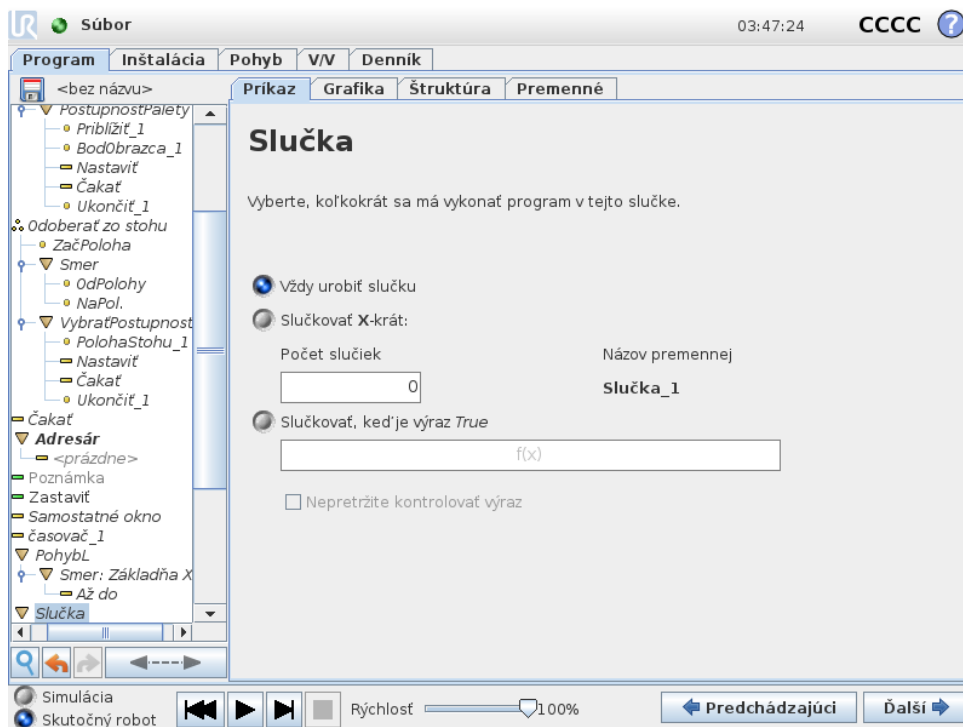 UR
Súbor
03:47:24
CCCC
?
Program
Inštalácia
Pohyb
V/V
Denník
<bez názvu>
Príkaz
Grafika
Štruktúra
Premenné
PostupnostPalety
Priblížiť_1
BodObrazca_1
Nastaviť
Čakať
Ukončiť_1
Odoberať zo stohu
ZačPoloha
Smer
OdPolohy
NaPol.
VybraťPostupnost
PolohaStohu_1
Nastaviť
Čakať
Ukončiť_1
Čakať
Adresár
<prázdne>
Poznámka
Zastaviť
Samostatné okno
časovač_1
PohybL
Smer: Základňa X
Až do
Slučka
Slučka
Vyberte, koľkokrát sa má vykonať program v tejto slučke.
Vždy urobiť slučku
Slučkovať X-krát:
Počet slučiek
Názov premennej
0
Slučka_1
Slučkovať, keď je výraz True
f(x)
Nepretržite kontrolovať výraz
Simulácia
Skutočný robot
Rýchlosť
100%
Predchádzajúci
Ďalší